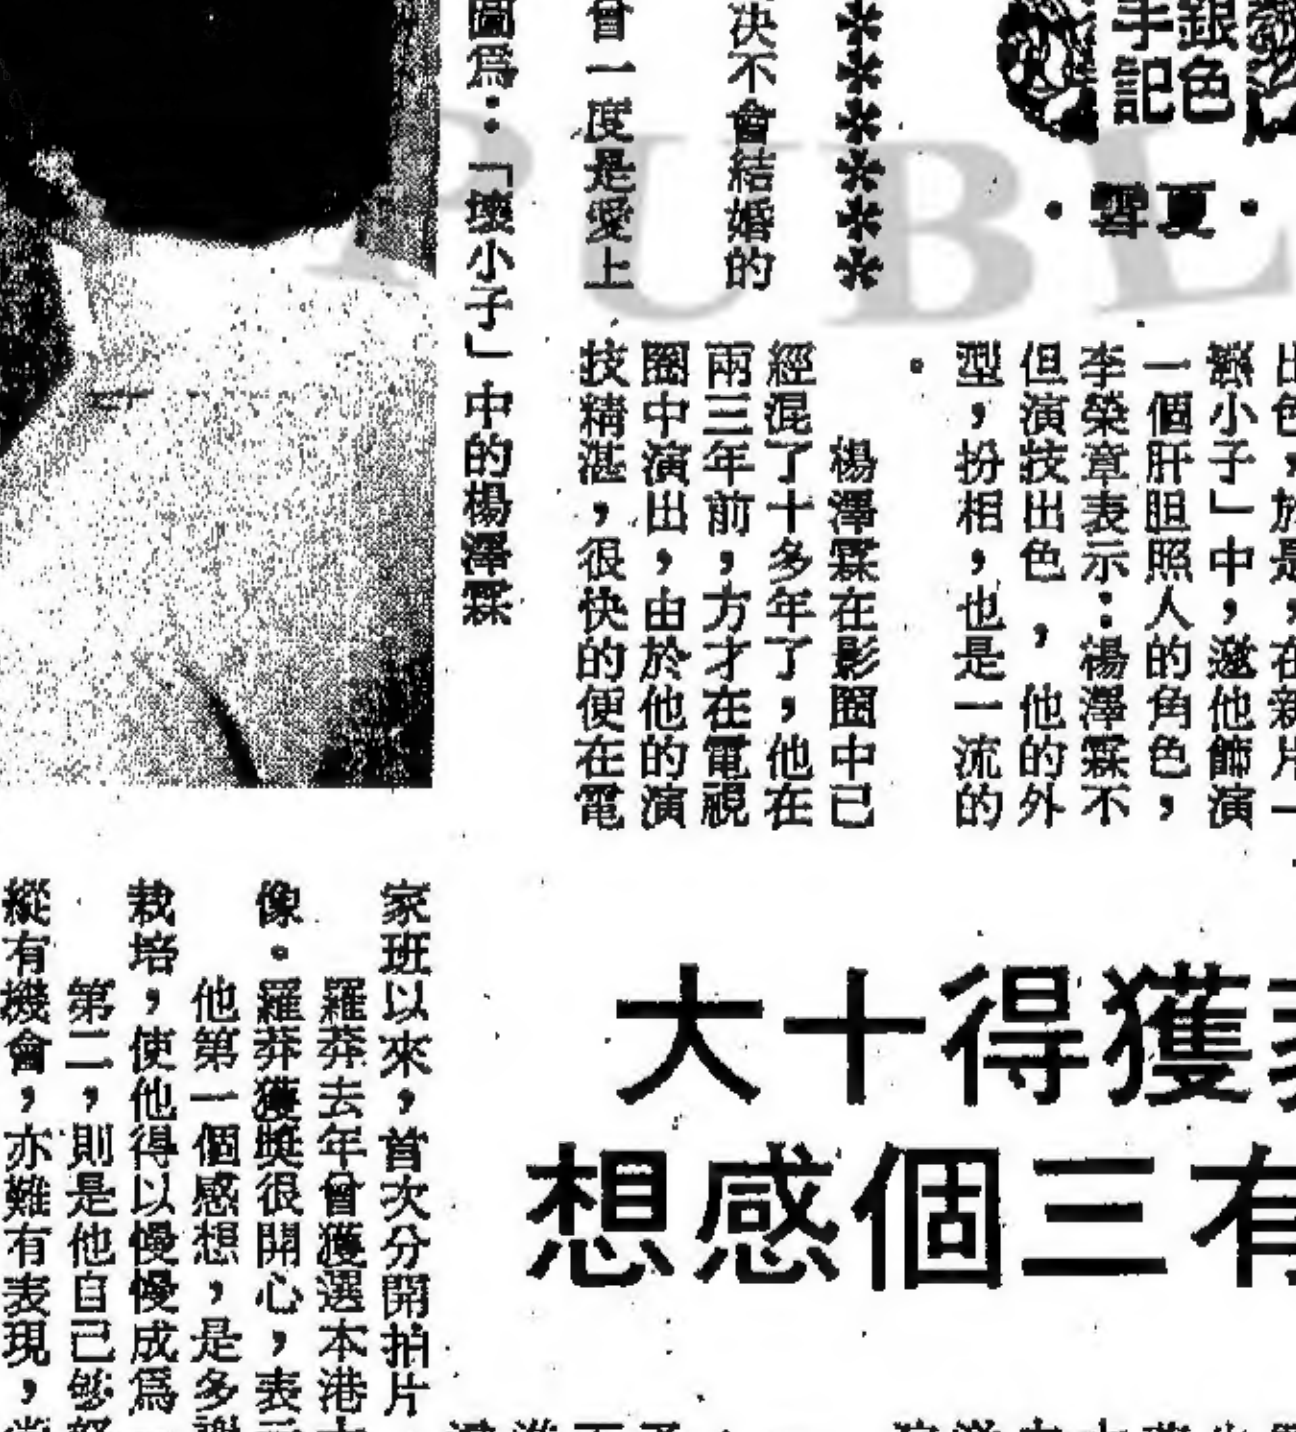 銀色
手記
·夏雲·
決不會結婚的
曾一度是愛上
圖爲：「壞小子」中的楊澤霖
出色，於是，在新片
小子」中，邀他飾演
一個肝胆照人的角色，
李榮章表示：楊澤霖不
但演技出色，他的外
型，扮相，也是一流的
。
楊澤霖在影圈中已
經混了十多年了，他在
兩三年前，方才在電視
圈中演出，由於他的演
技精湛，很快的便在電
獲得十大
有三個感想
家班以來，首次分開拍片
羅莽去年曾獲選本港
像。羅莽獲獎很開心，表
他第一個感想，是多謝
栽培，使他得以慢慢成爲
第二，則是他自己够
縱有機會，亦難有表現，
PUBL